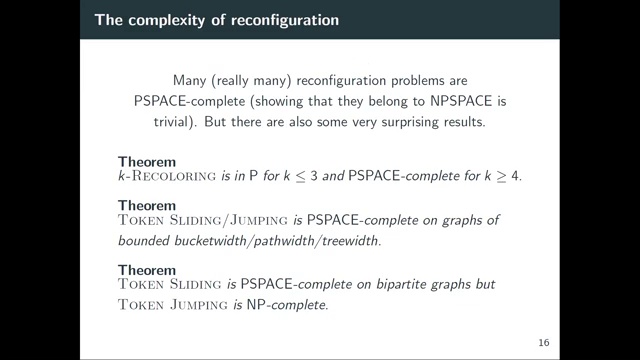 The complexity of reconfiguration
Many (really many) reconfiguration problems are
PSPACE-complete (showing that they belong to NPSPACE is
trivial). But there are also some very surprising results.
Theorem
k-Recoloring is in P for k ≤ 3 and PSPACE-complete for k ≥ 4.
Theorem
Token Sliding/Jumping is PSPACE-complete on graphs of
bounded bucketwidth/pathwidth/treewidth.
Theorem
Token Sliding is PSPACE-complete on bipartite graphs but
Token Jumping is NP-complete.
16